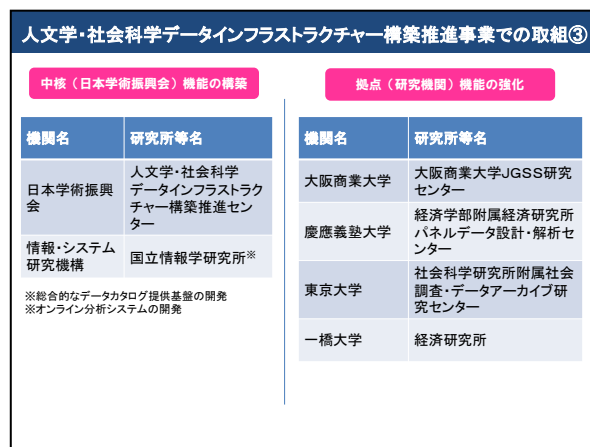 人文学・社会科学データインフラストラクチャー構築推進事業での取組③
中核（日本学術振興会）機能の構築
機関名
研究所等名
日本学術振興
会
人文学・社会科学
データインフラストラク
チャー構築推進セン
ター
情報・システム
研究機構
国立情報学研究所※
※総合的なデータカタログ提供基盤の開発
※オンライン分析システムの開発
拠点（研究機関）機能の強化
機関名
研究所等名
大阪商業大学
大阪商業大学JGSS研究
センター
慶應義塾大学
経済学部附属経済研究所
パネルデータ設計・解析セ
ンター
東京大学
社会科学研究所附属社会
調査・データアーカイブ研
究センター
一橋大学
経済研究所